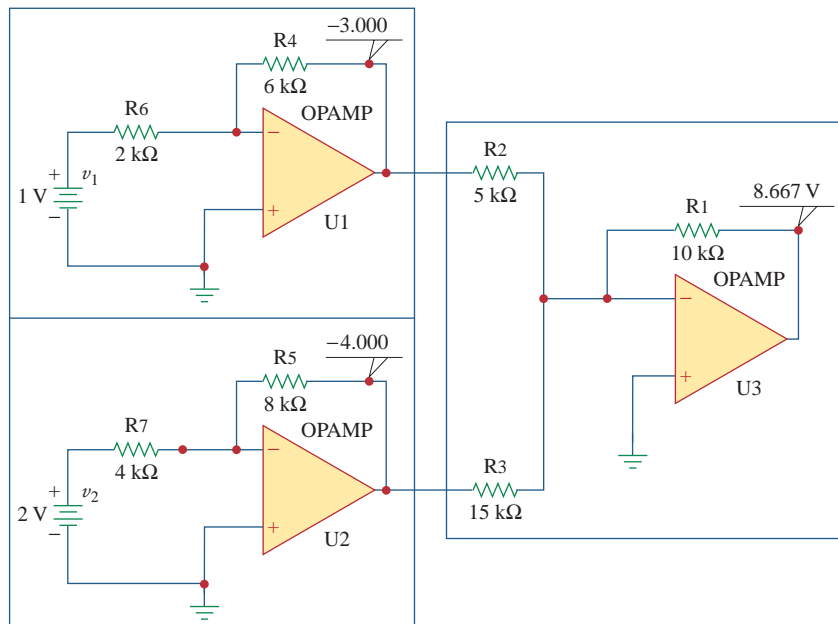 −3.000
R4
6 kΩ
OPAMP
R6
2 kΩ
−
+
v1
1 V
−
+
U1
R2
5 kΩ
8.667 V
R1
10 kΩ
OPAMP
−
+
U3
−4.000
R5
8 kΩ
OPAMP
R7
4 kΩ
−
+
v2
2 V
−
+
U2
R3
15 kΩ